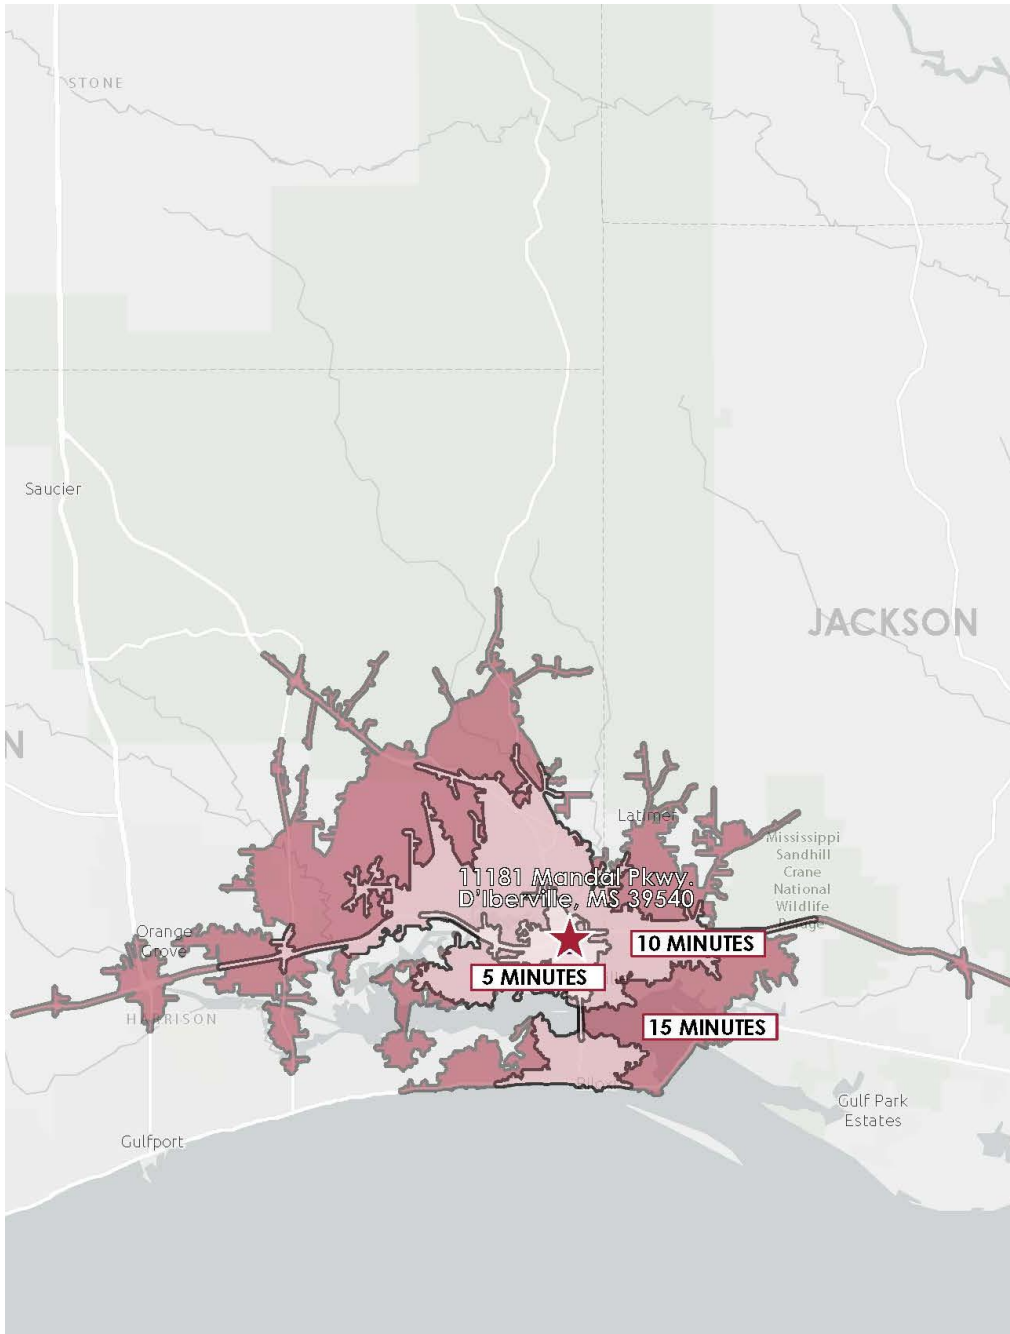 STONE
Saucier
JACKSON
N
Latimer
Mississippi
Sandhill
Crane
National
Wildlife
11181 Mandal Pkwy.
D'Iberville, MS 39540
Orange
Grove
10 MINUTES
5 MINUTES
HARRISON
15 MINUTES
Gulf Park
Estates
Gulfport